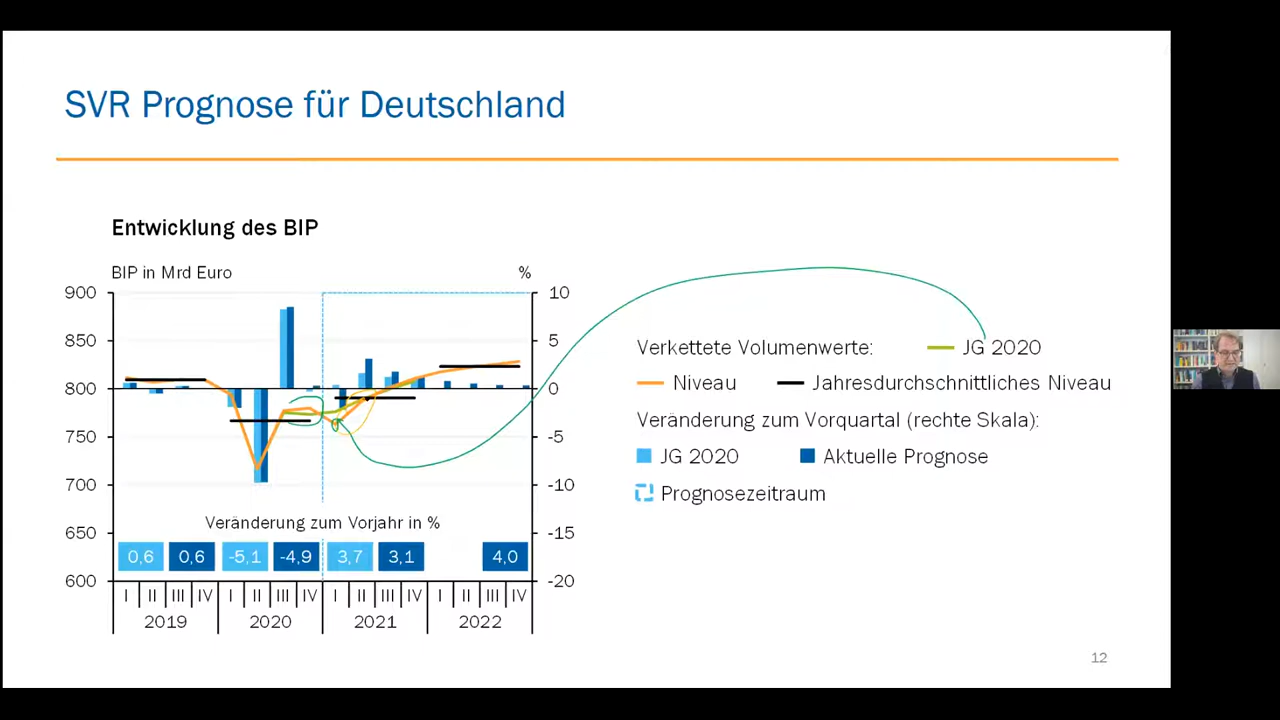 SVR Prognose für Deutschland
Entwicklung des BIP
BIP in Mrd Euro %
900 10
850 5
800 0
750 -5
700 -10
650 -15
600 -20
Veränderung zum Vorjahr in %
0,6 0,6 -5,1 -4,9 3,7 3,1 4,0
I II III IV I II III IV I II III IV I II III IV
2019 2020 2021 2022
Verkettete Volumenwerte: JG 2020
Niveau Jahresdurchschnittliches Niveau
Veränderung zum Vorquartal (rechte Skala):
JG 2020 Aktuelle Prognose
Prognosezeitraum
12